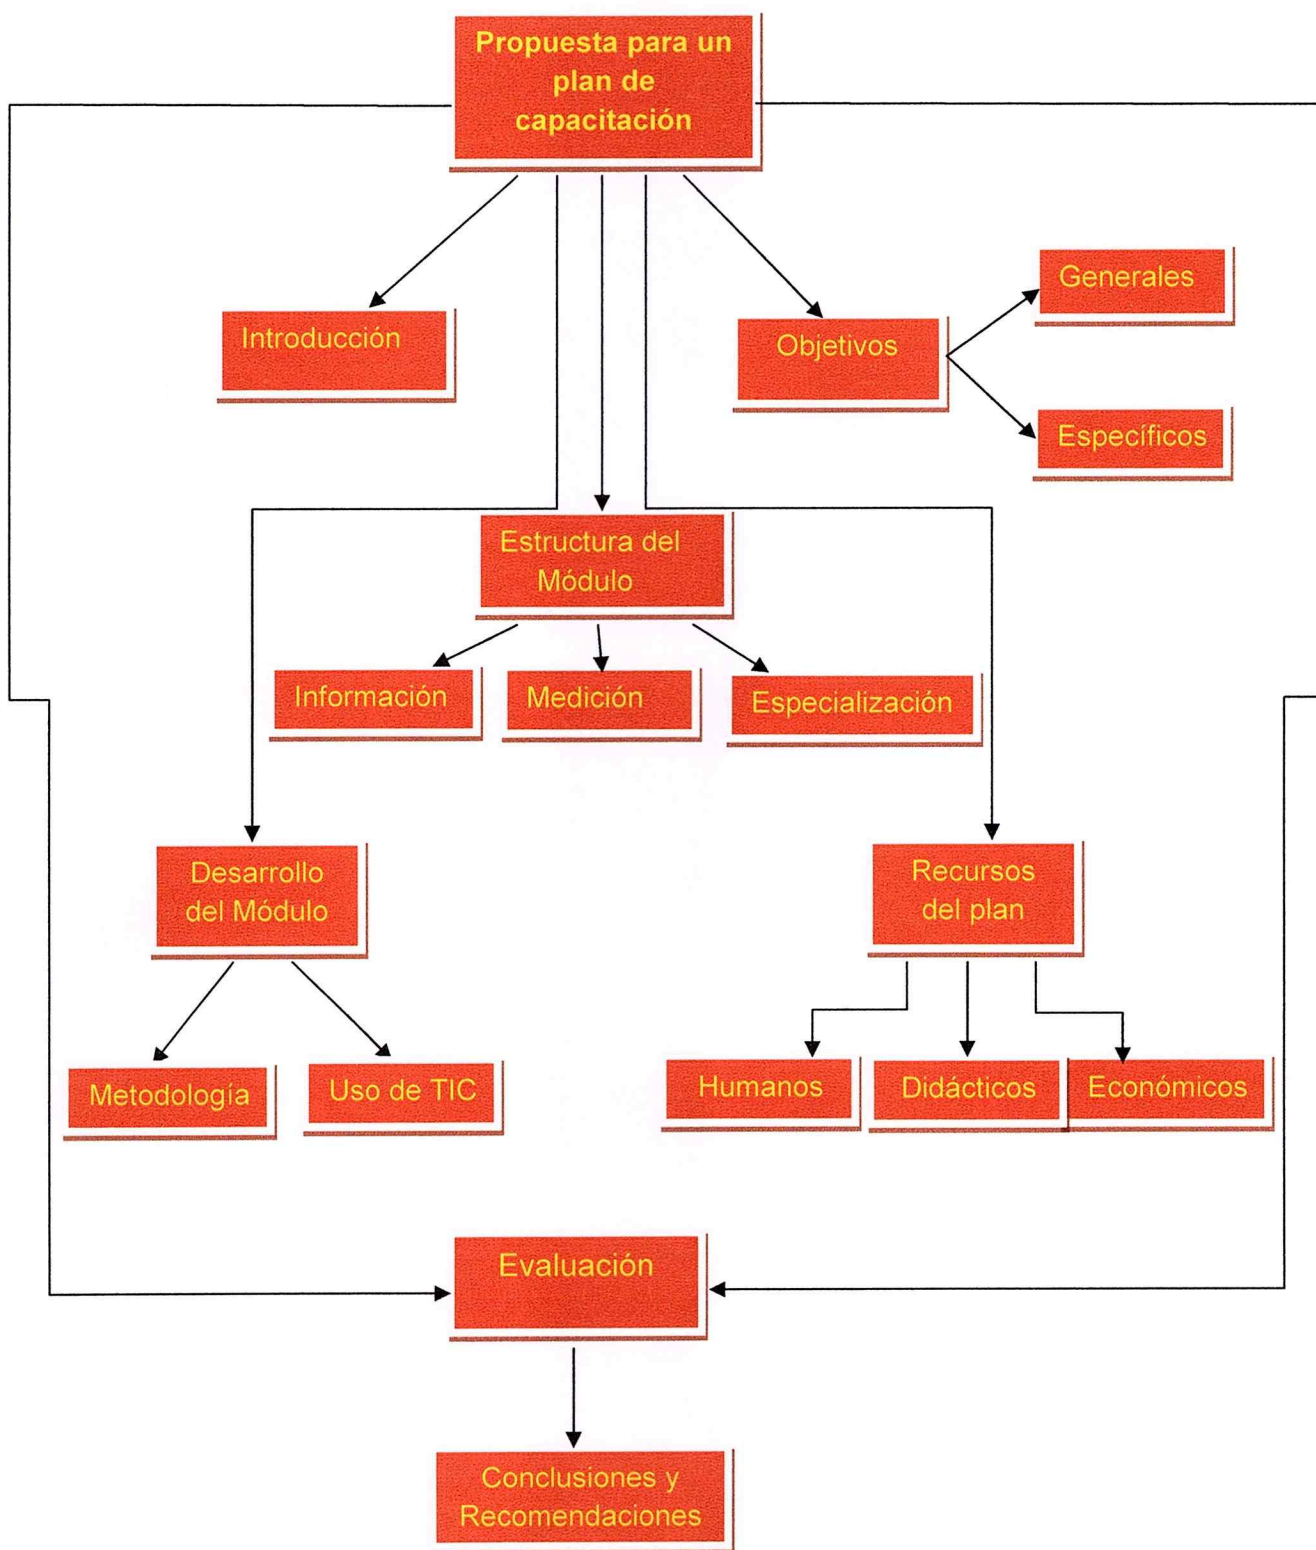 Propuesta para un
plan de
capacitación
Introducción
Objetivos
Generales
Específicos
Estructura del
Módulo
Información
Medición
Especialización
Desarrollo
del Módulo
Recursos
del plan
Metodología
Uso de TIC
Humanos
Didácticos
Económicos
Evaluación
Conclusiones y
Recomendaciones